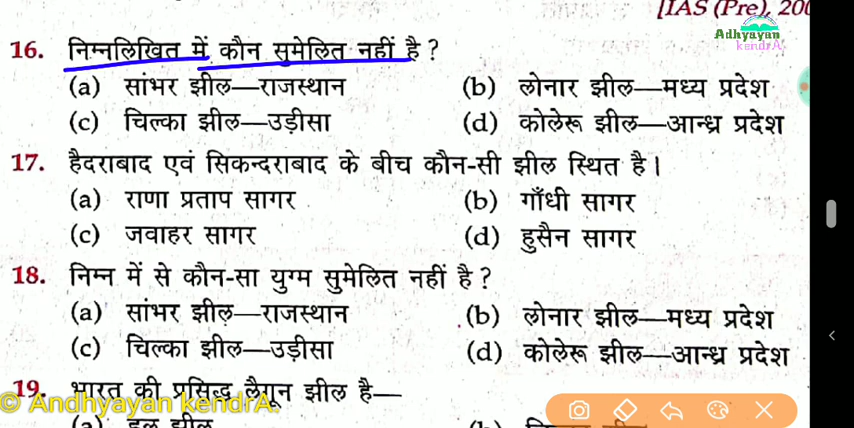 [IAS (Pre), 200
Adhyayan
kendrA.
16. निम्नलिखित में कौन सुमेलित नहीं है ?
(a) सांभर झील—राजस्थान (b) लोनार झील—मध्य प्रदेश
(c) चिल्का झील—उड़ीसा (d) कोलेरू झील—आन्ध्र प्रदेश
17. हैदराबाद एवं सिकन्दराबाद के बीच कौन-सी झील स्थित है।
(a) राणा प्रताप सागर (b) गाँधी सागर
(c) जवाहर सागर (d) हुसैन सागर
18. निम्न में से कौन-सा युग्म सुमेलित नहीं है ?
(a) सांभर झील—राजस्थान (b) लोनार झील—मध्य प्रदेश
(c) चिल्का झील—उड़ीसा (d) कोलेरू झील—आन्ध्र प्रदेश
19. भारत की प्रसिद्ध लैगून झील है—
© Andhyayan kendrA.
(a) डल झील